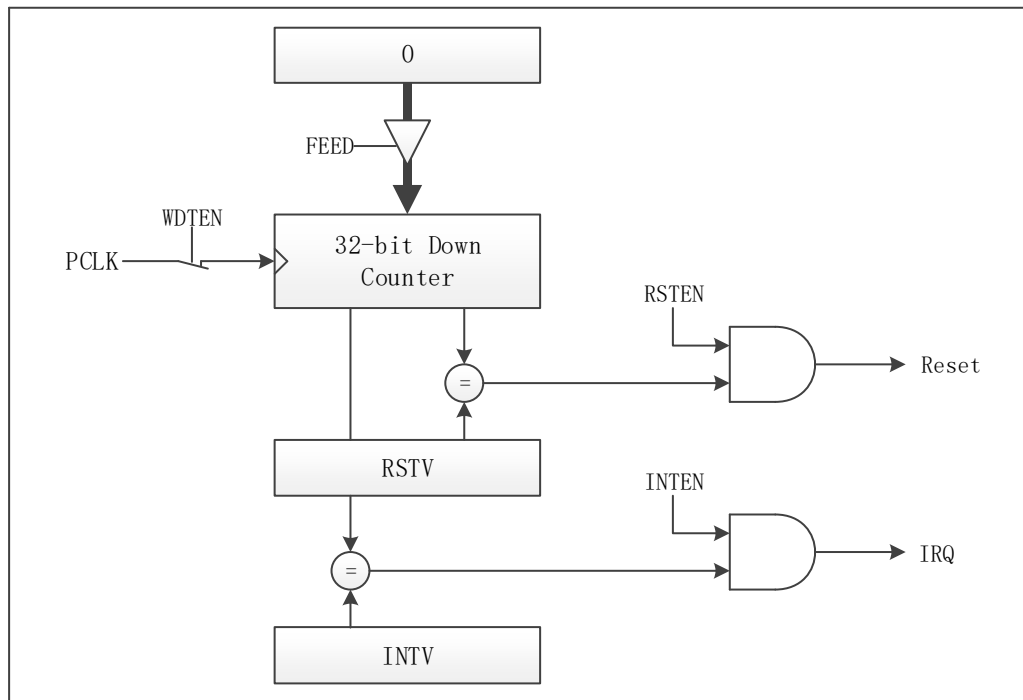 0
FEED
WDTEN
PCLK
32-bit Down
Counter
RSTEN
=
Reset
RSTV
INTEN
=
IRQ
INTV